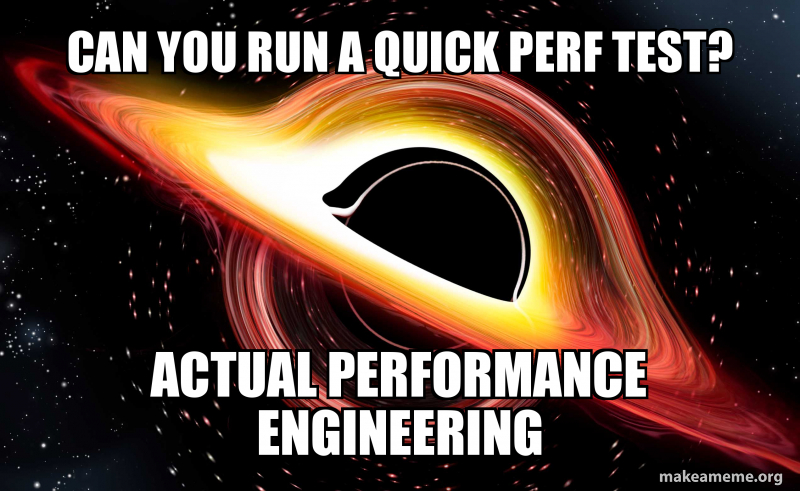 CAN YOU RUN A QUICK PERF TEST?
ACTUAL PERFORMANCE
ENGINEERING
makeameme.org